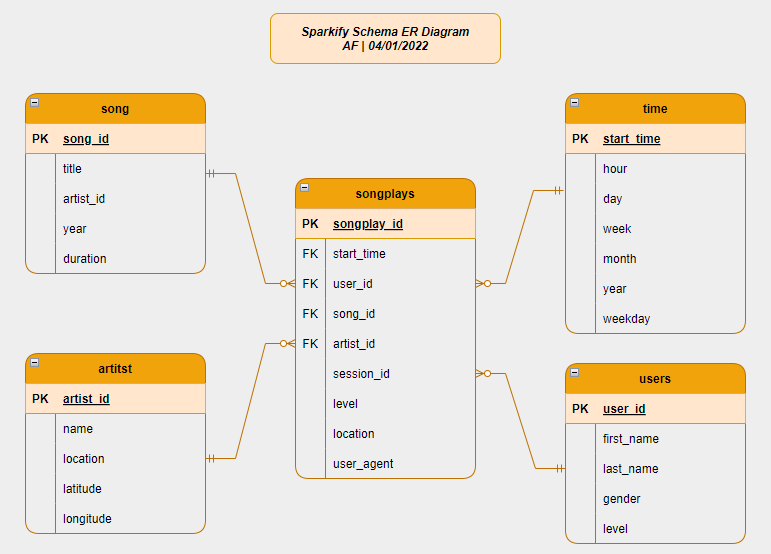 Sparkify Schema ER Diagram
AF | 04/01/2022
song
PK song_id
title
artist_id
year
duration
artitst
PK artist_id
name
location
latitude
longitude
songplays
PK songplay_id
FK start_time
FK user_id
FK song_id
FK artist_id
session_id
level
location
user_agent
time
PK start_time
hour
day
week
month
year
weekday
users
PK user_id
first_name
last_name
gender
level